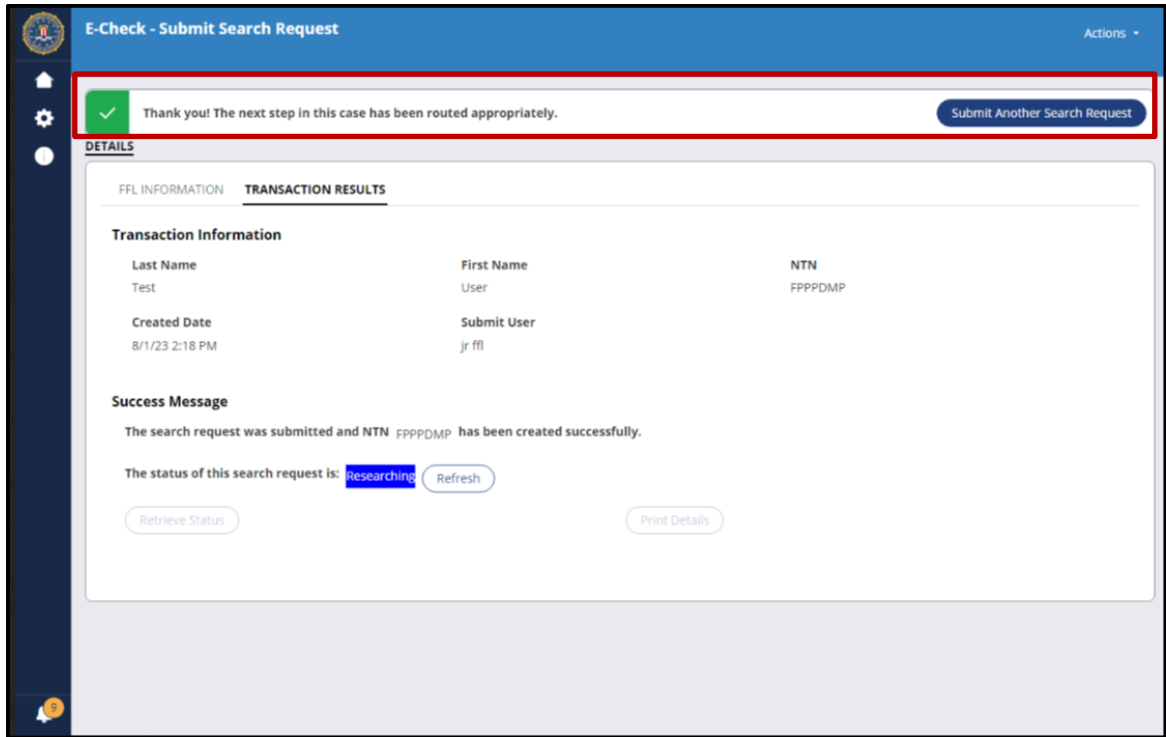 E-Check - Submit Search Request
Actions
Thank you! The next step in this case has been routed appropriately.
Submit Another Search Request
DETAILS
FFL INFORMATION TRANSACTION RESULTS
Transaction Information
Last Name First Name NTN
Test User FPPPDMP
Created Date Submit User
8/1/23 2:18 PM jr ffl
Success Message
The search request was submitted and NTN FPPPDMP has been created successfully.
The status of this search request is: Researching Refresh
Retrieve Status Print Details
9